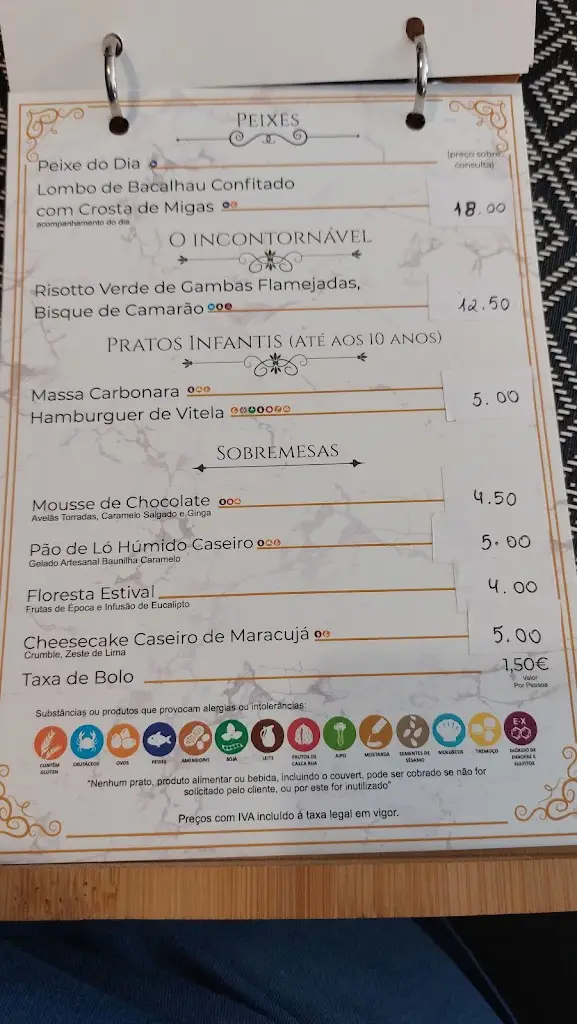 PEIXES
Peixe do Dia (preço sobre consulta)
Lombo de Bacalhau Confitado
com Crosta de Migas 18.00
acompanhamento do dia
O INCONTORNÁVEL
Risotto Verde de Gambas Flamejadas,
Bisque de Camarão 12.50
PRATOS INFANTIS (ATÉ AOS 10 ANOS)
Massa Carbonara 5.00
Hamburguer de Vitela
SOBREMESAS
Mousse de Chocolate 4.50
Avelãs Torradas, Caramelo Salgado e Ginga
Pão de Ló Húmido Caseiro 5.00
Gelado Artesanal Baunilha Caramelo
Floresta Estival 4.00
Frutas de Época e Infusão de Eucalipto
Cheesecake Caseiro de Maracujá 5.00
Crumble, Zeste de Lima
Taxa de Bolo 1,50€
Valor
Por Pessoa
Substâncias ou produtos que provocam alergias ou intolerâncias:
E-X
CONTÉM GLÚTEN CRUTÁCEOS OVOS PEIXES AMENDOINS SOJA LEITE FRUTOS DE CASCA RIJA AIPO MOSTARDA SEMENTES DE SÉSAMO MOLUSCOS TREMOÇO DIÓXIDO DE ENXOFRE E SULFITOS
"Nenhum prato, produto alimentar ou bebida, incluindo o couvert, pode ser cobrado se não for
solicitado pelo cliente, ou por este for inutilizado"
Preços com IVA incluído à taxa legal em vigor.